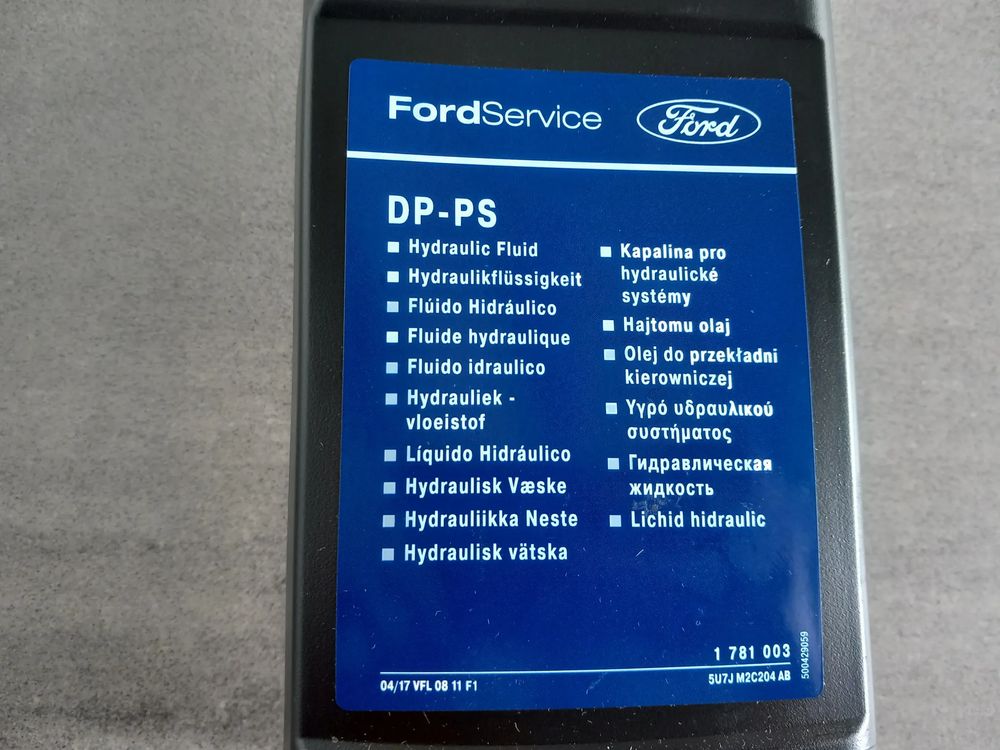 FordService
Ford
DP-PS
Hydraulic Fluid
Hydraulikflüssigkeit
Flúido Hidráulico
Fluide hydraulique
Fluido idraulico
Hydrauliek -
vloeistof
Líquido Hidráulico
Hydraulisk Væske
Hydrauliikka Neste
Hydraulisk vätska
Kapalina pro
hydraulické
systémy
Hajtomu olaj
Olej do przekładni
kierowniczej
Υγρό υδραυλικού
συστήματος
Гидравлическая
жидкость
Lichid hidraulic
1 781 003
04/17 VFL 08 11 F1
5U7J M2C204 AB
500429059